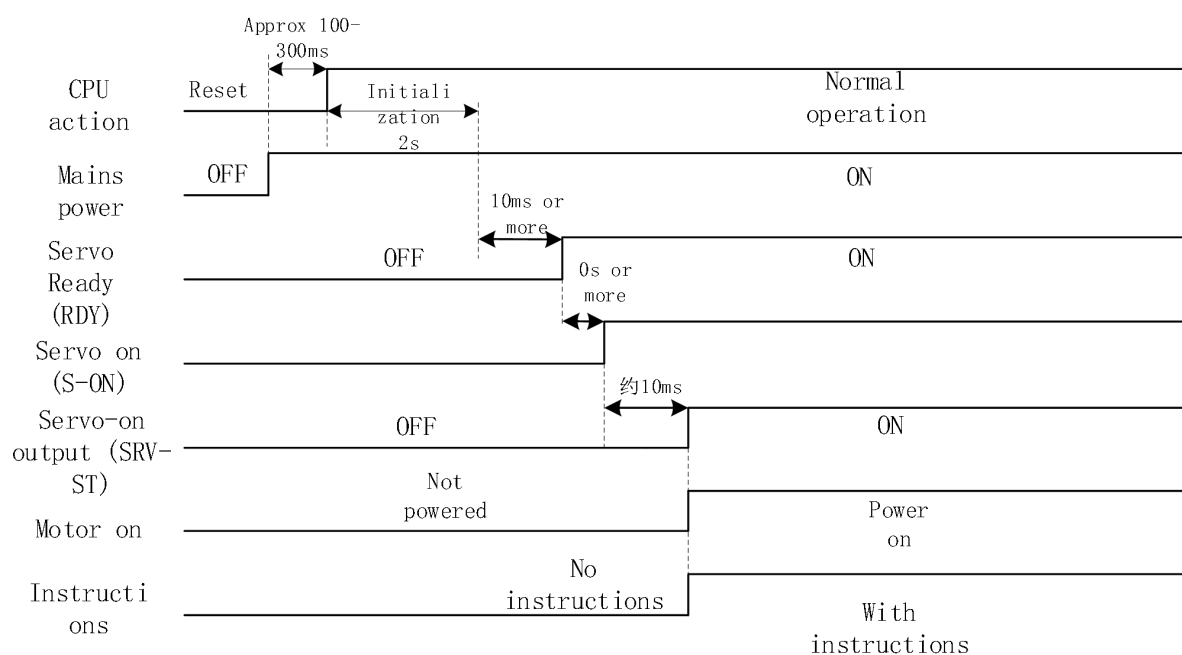 Approx 100-
300ms
CPU
action
Reset
Initiali
zation
2s
Normal
operation
Mains
power
OFF
ON
10ms or
more
Servo
Ready
(RDY)
OFF
ON
0s or
more
Servo on
(S-ON)
约10ms
Servo-on
output (SRV-
ST)
OFF
ON
Not
powered
Motor on
Power
on
No
instructions
Instructi
ons
With
instructions